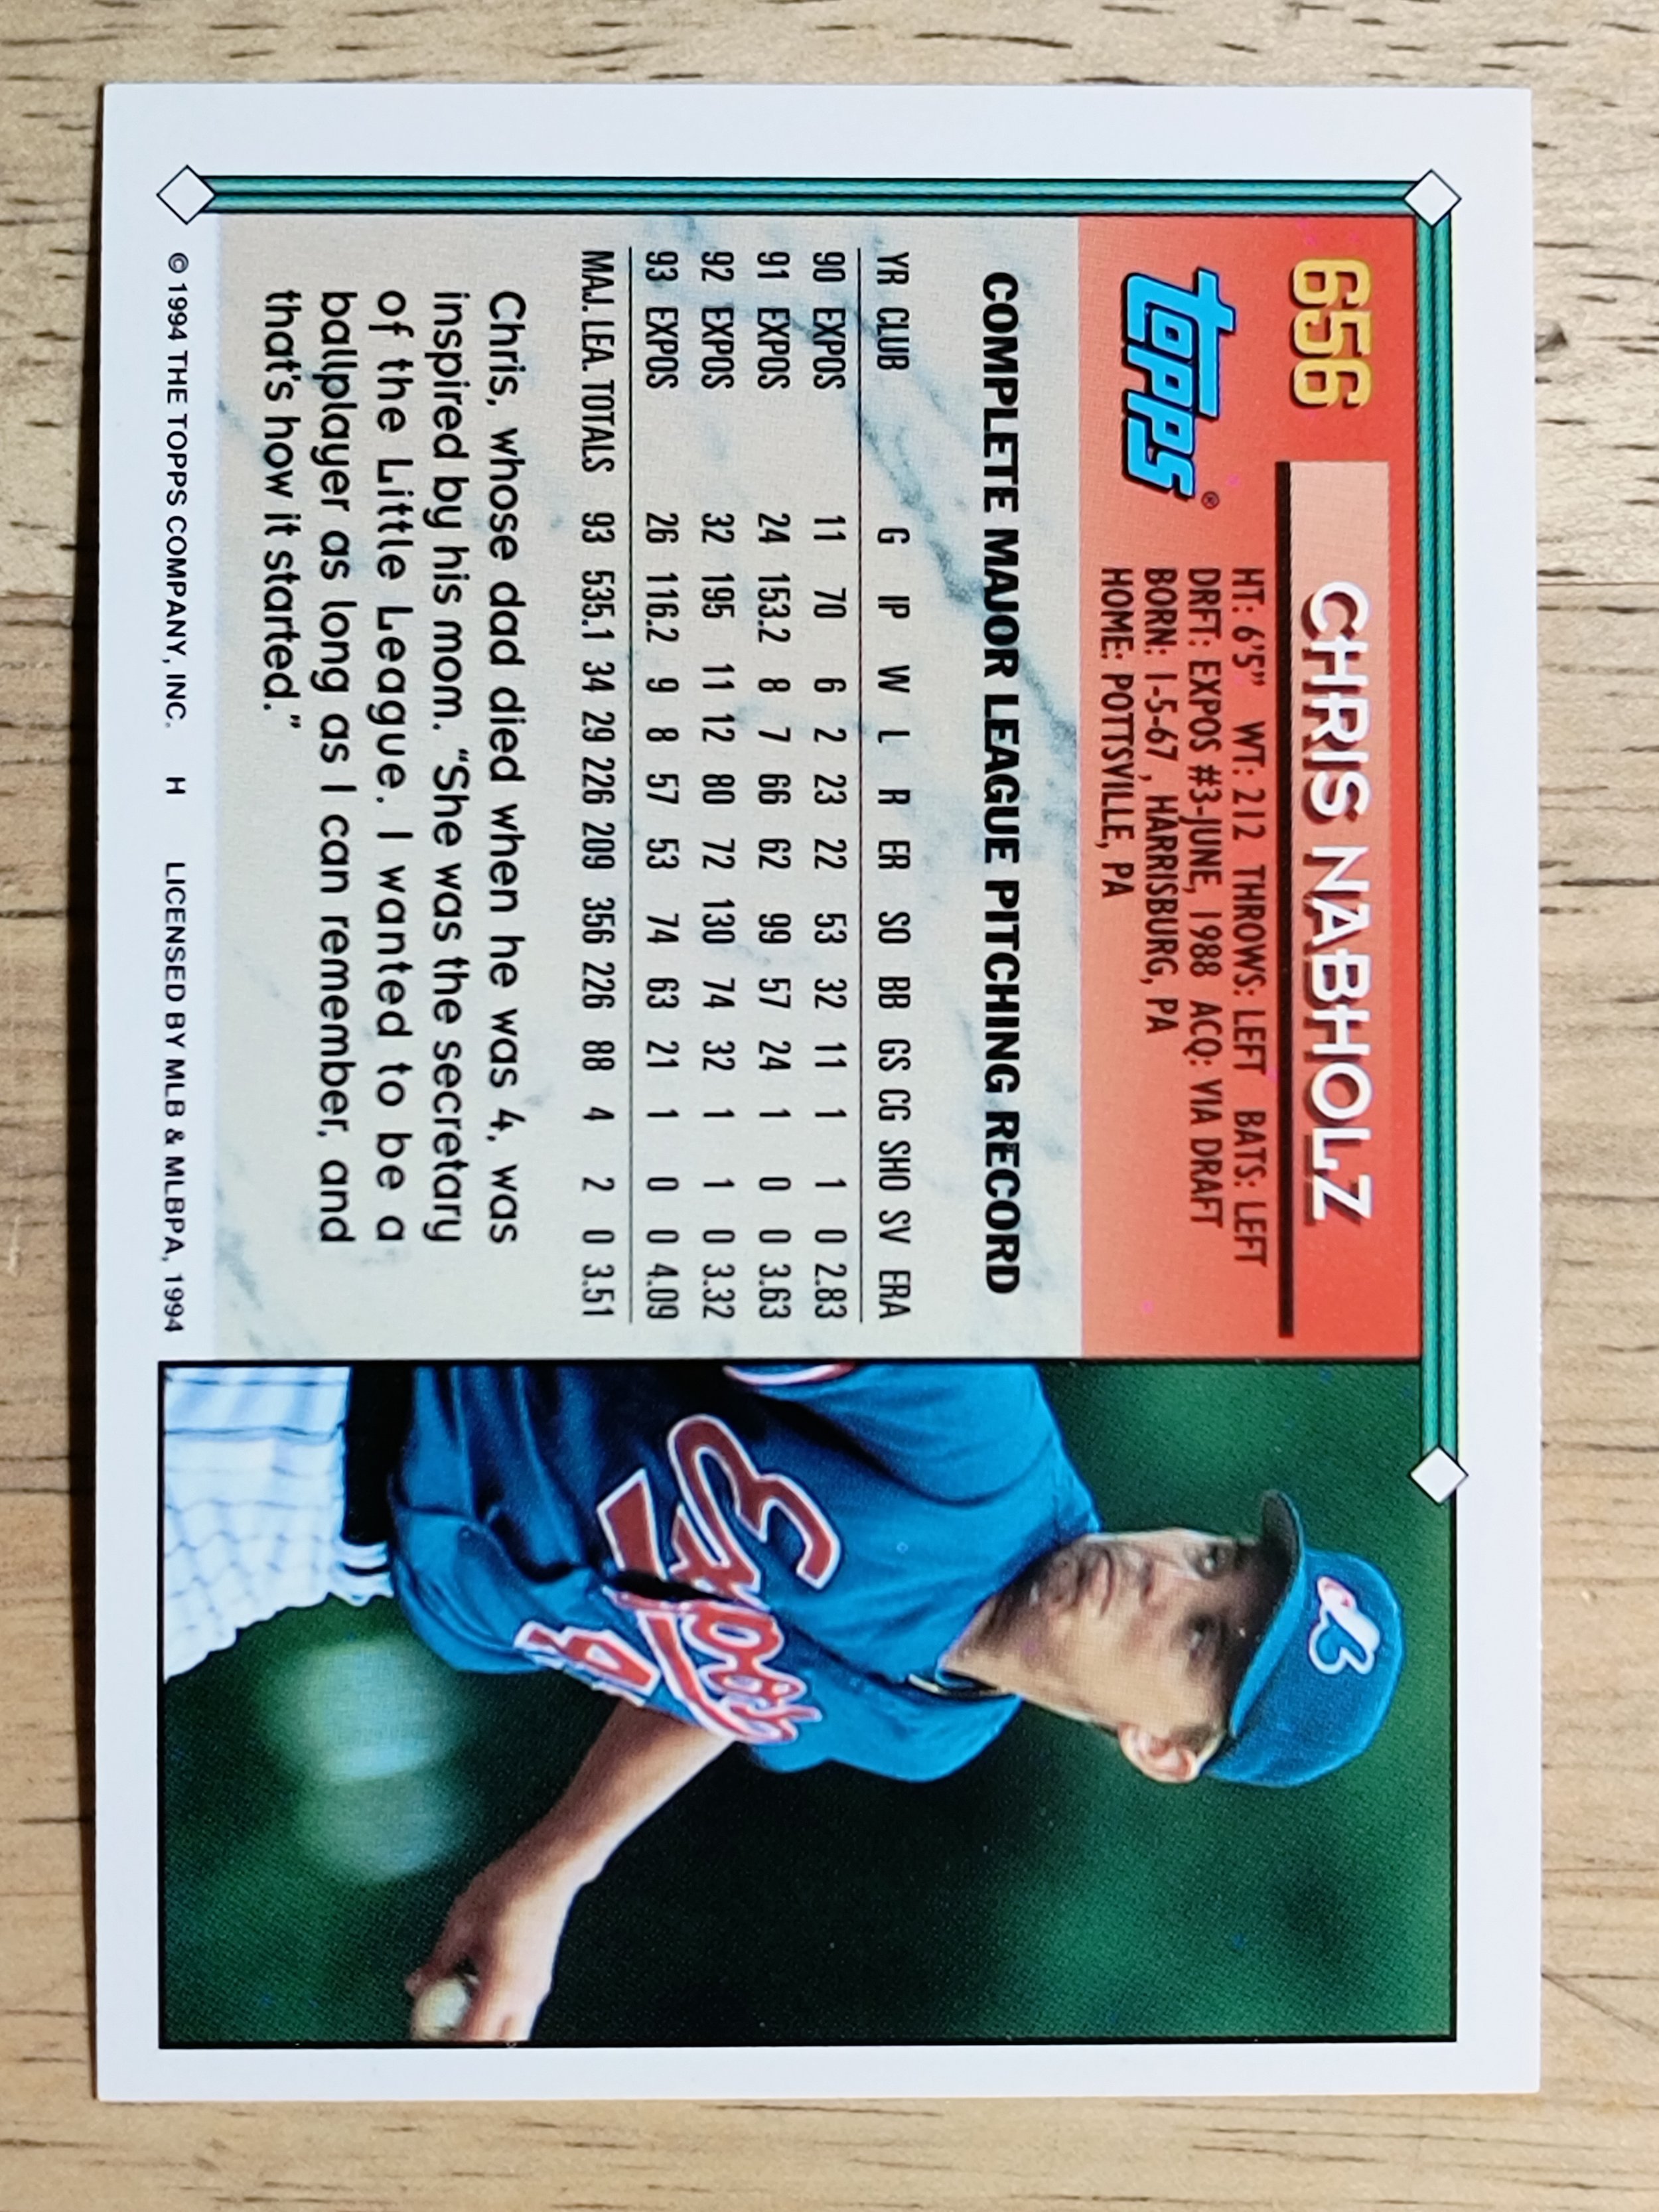 656
CHRIS NABHOLZ
topps®
HT: 6'5" WT: 212 THROWS: LEFT BATS: LEFT
DRFT: EXPOS #3-JUNE, 1988 ACQ: VIA DRAFT
BORN: 1-5-67, HARRISBURG, PA
HOME: POTTSVILLE, PA
COMPLETE MAJOR LEAGUE PITCHING RECORD
YR CLUB G IP W L R ER SO BB GS CG SHO SV ERA
90 EXPOS 11 70 6 2 23 22 53 32 11 1 1 0 2.83
91 EXPOS 24 153.2 8 7 66 62 99 57 24 1 0 0 3.63
92 EXPOS 32 195 11 12 80 72 130 74 32 1 1 0 3.32
93 EXPOS 26 116.2 9 8 57 53 74 63 21 1 0 0 4.09
MAJ. LEA. TOTALS 93 535.1 34 29 226 209 356 226 88 4 2 0 3.51
Chris, whose dad died when he was 4, was
inspired by his mom. "She was the secretary
of the Little League. I wanted to be a
ballplayer as long as I can remember, and
that's how it started."
© 1994 THE TOPPS COMPANY, INC. H LICENSED BY MLB & MLBPA, 1994
Expos